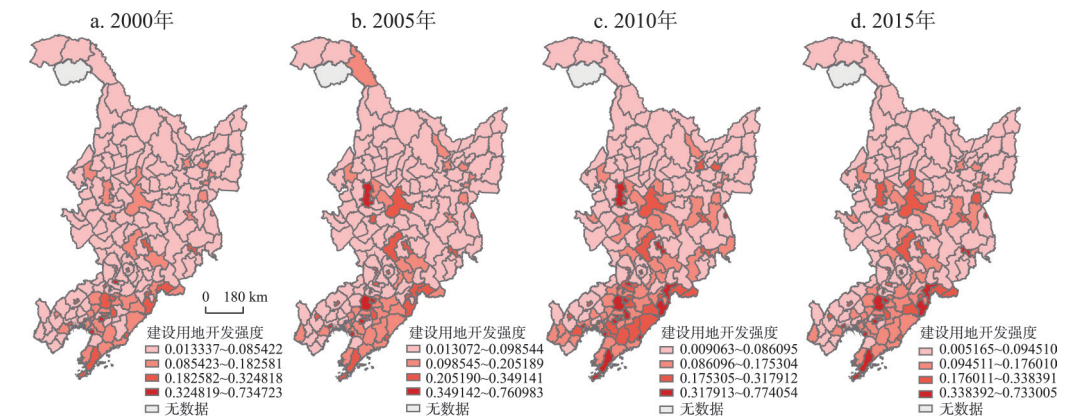 a. 2000年
b. 2005年
c. 2010年
d. 2015年
0 180 km
建设用地开发强度
0.013337~0.085422
0.085423~0.182581
0.182582~0.324818
0.324819~0.734723
无数据
建设用地开发强度
0.013072~0.098544
0.098545~0.205189
0.205190~0.349141
0.349142~0.760983
无数据
建设用地开发强度
0.009063~0.086095
0.086096~0.175304
0.175305~0.317912
0.317913~0.774054
无数据
建设用地开发强度
0.005165~0.094510
0.094511~0.176010
0.176011~0.338391
0.338392~0.733005
无数据